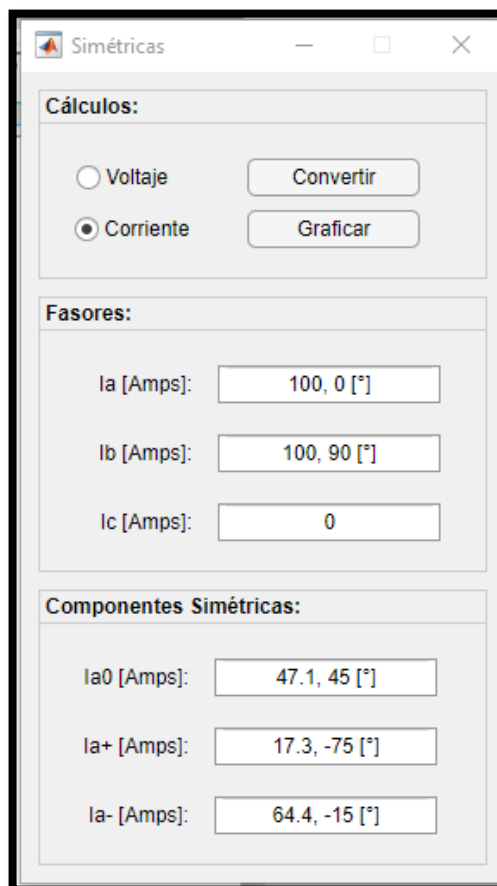 Simétricas
Cálculos:
Voltaje Convertir
Corriente Graficar
Fasores:
Ia [Amps]: 100, 0 [°]
Ib [Amps]: 100, 90 [°]
Ic [Amps]: 0
Componentes Simétricas:
Ia0 [Amps]: 47.1, 45 [°]
Ia+ [Amps]: 17.3, -75 [°]
Ia- [Amps]: 64.4, -15 [°]